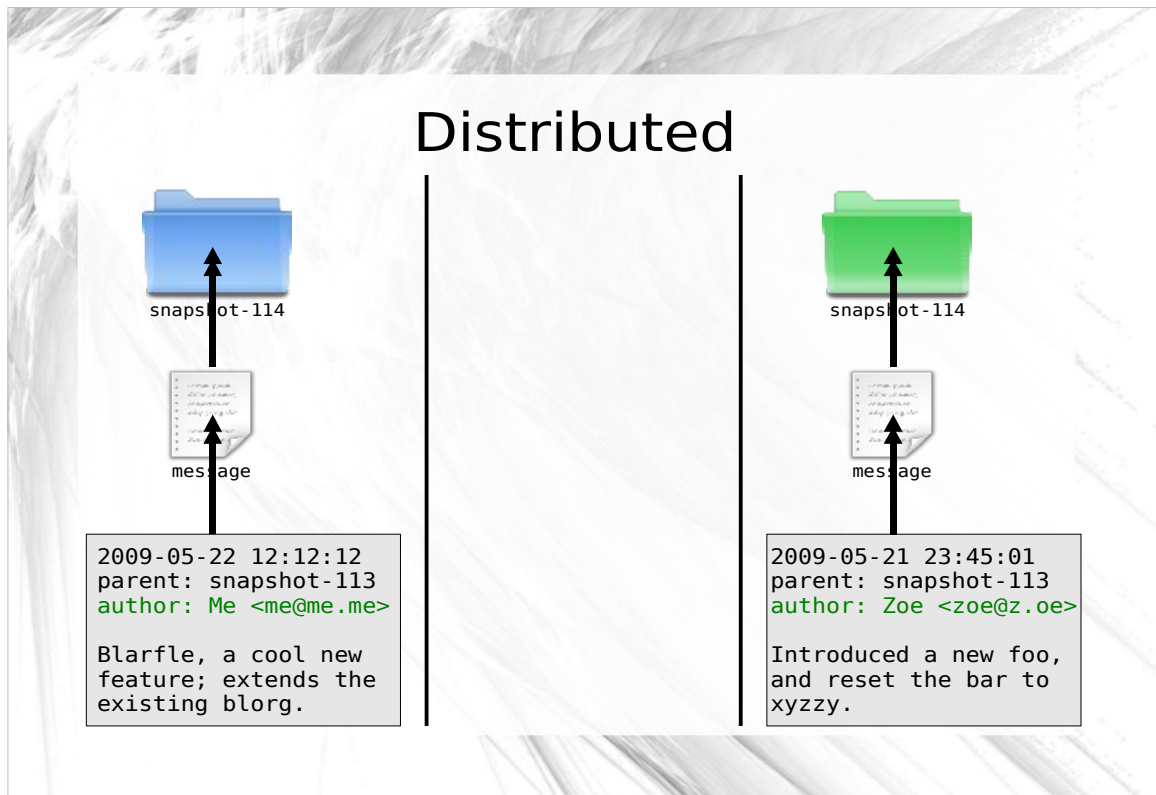 Distributed
snapshot-114
message
2009-05-22 12:12:12
parent: snapshot-113
author: Me <me@me.me>
Blarfle, a cool new
feature; extends the
existing blorg.
snapshot-114
message
2009-05-21 23:45:01
parent: snapshot-113
author: Zoe <zoe@z.oe>
Introduced a new foo,
and reset the bar to
xyzzy.